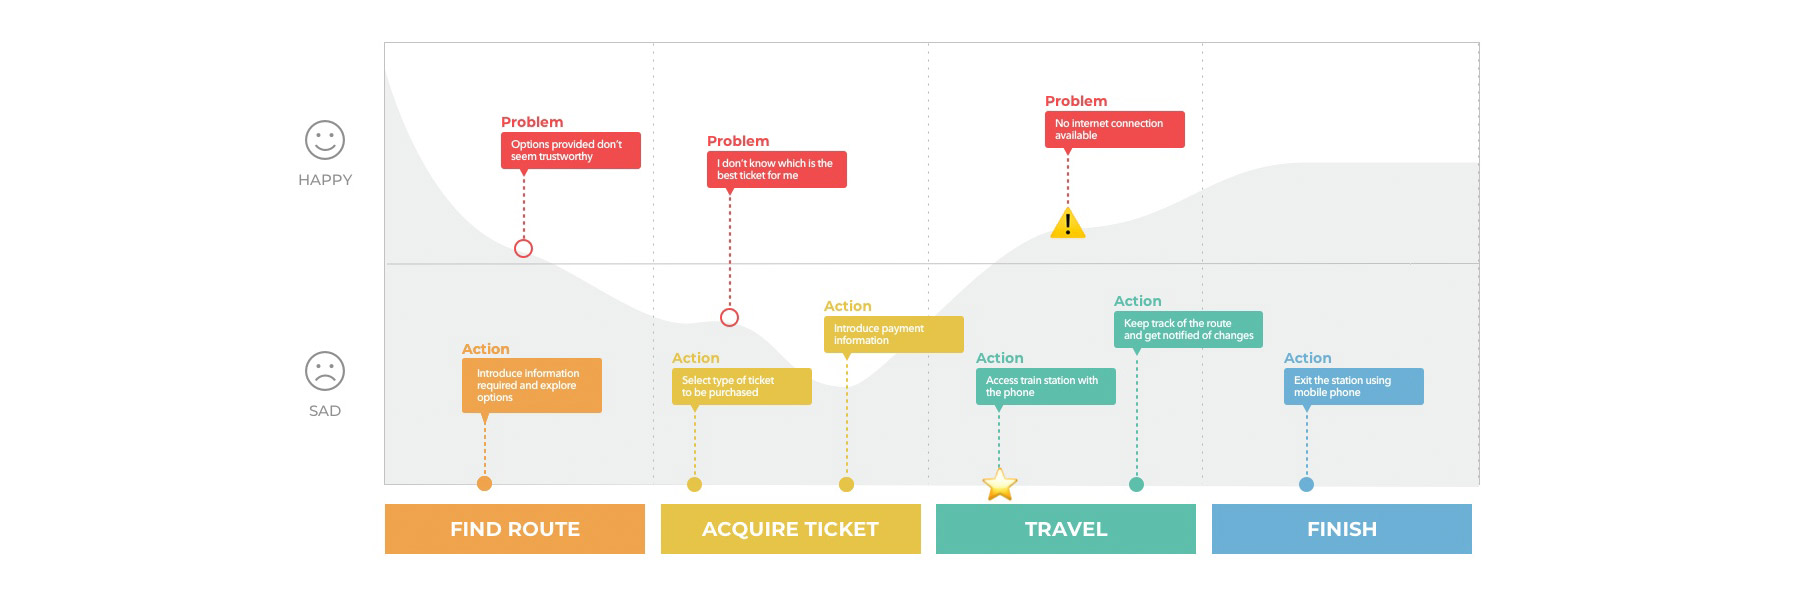 HAPPY
SAD
Problem
Options provided don't
seem trustworthy
Problem
I don't know which is the
best ticket for me
Problem
No internet connection
available
Action
Introduce information
required and explore
options
Action
Select type of ticket
to be purchased
Action
Introduce payment
information
Action
Access train station with
the phone
Action
Keep track of the route
and get notified of changes
Action
Exit the station using
mobile phone
FIND ROUTE
ACQUIRE TICKET
TRAVEL
FINISH